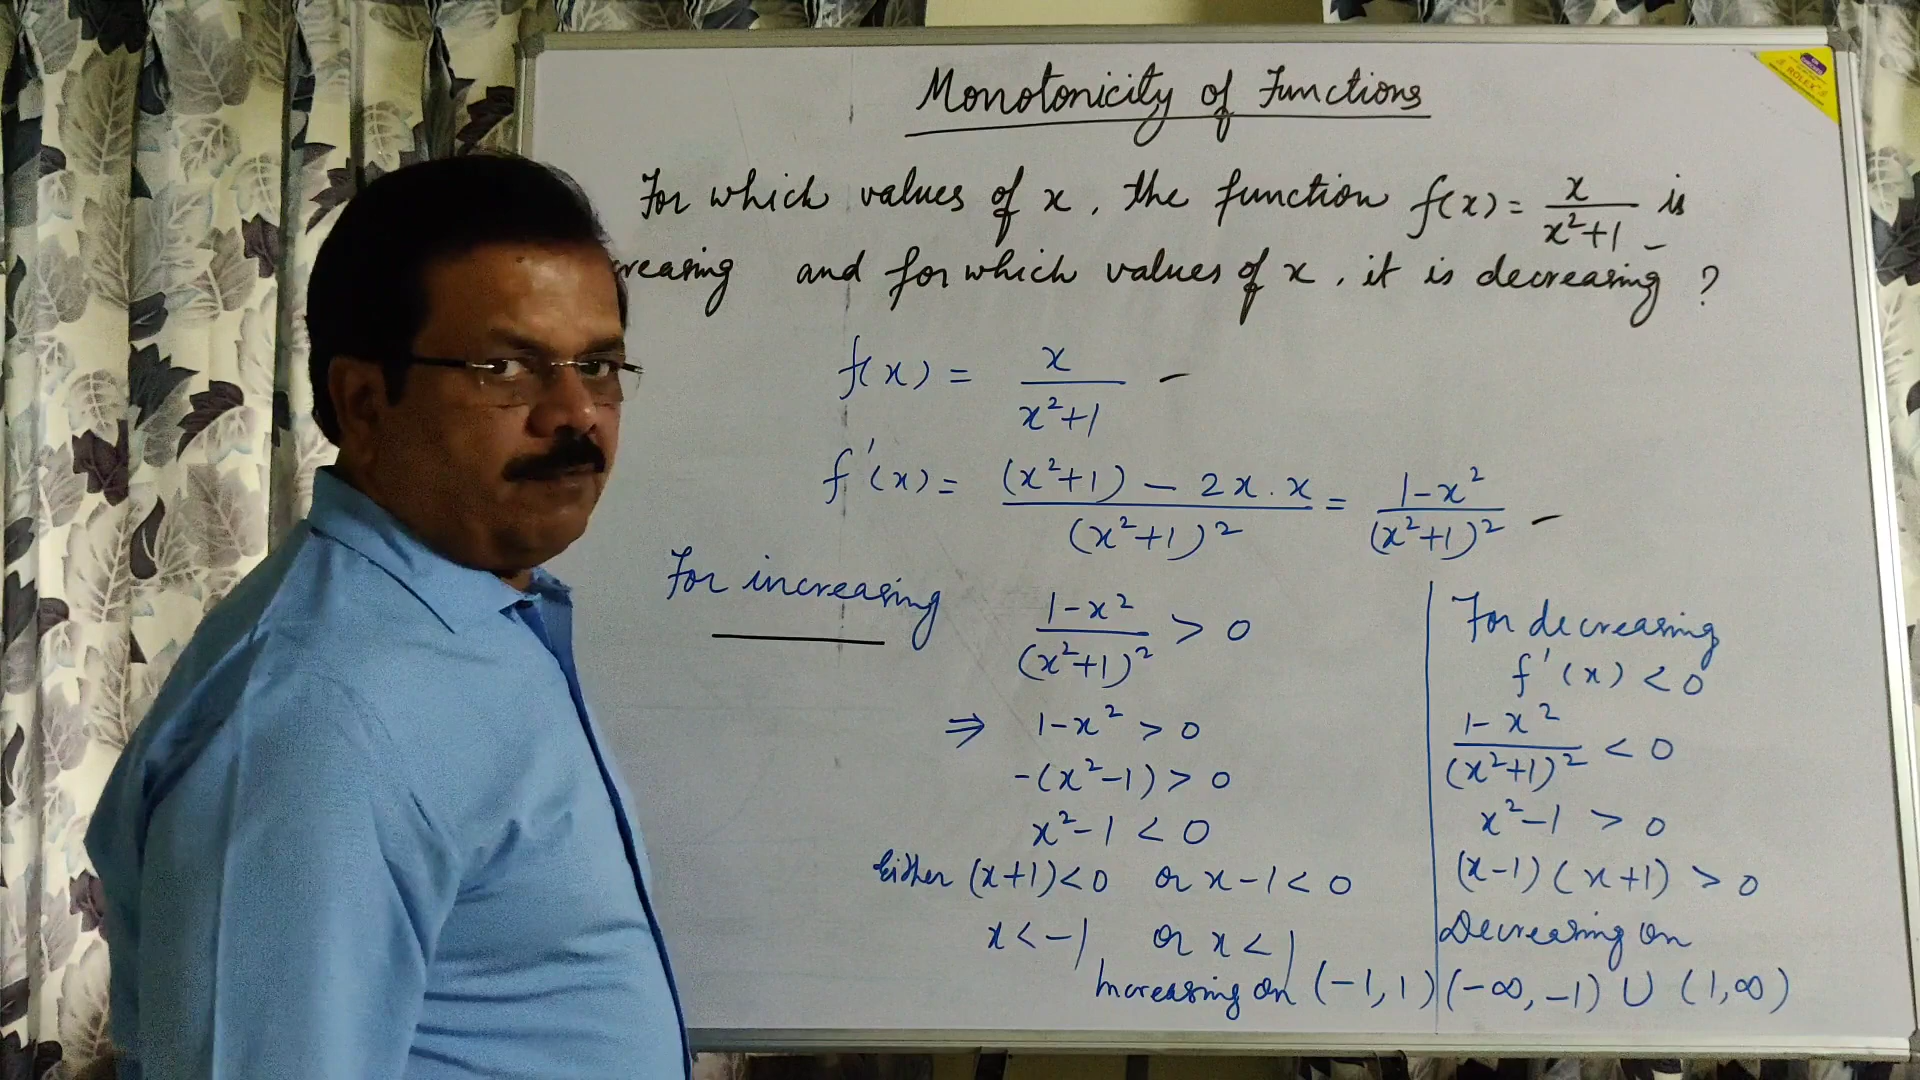 Monotonicity of Functions
For which values of x, the function f(x) = x/(x²+1) is
reasing and for which values of x, it is decreasing ?
f(x) = x/(x²+1)
f'(x) = ((x²+1) - 2x.x)/(x²+1)² = (1-x²)/(x²+1)²
For increasing
(1-x²)/(x²+1)² > 0
⇒ 1-x² > 0
-(x²-1) > 0
x²-1 < 0
Either (x+1)<0 or x-1<0
x<-1 or x<1
Increasing on (-1,1)
For decreasing
f'(x) <0
(1-x²)/(x²+1)² < 0
x²-1 > 0
(x-1)(x+1) > 0
Decreasing on
(-∞,-1) ∪ (1,∞)
ROLEX